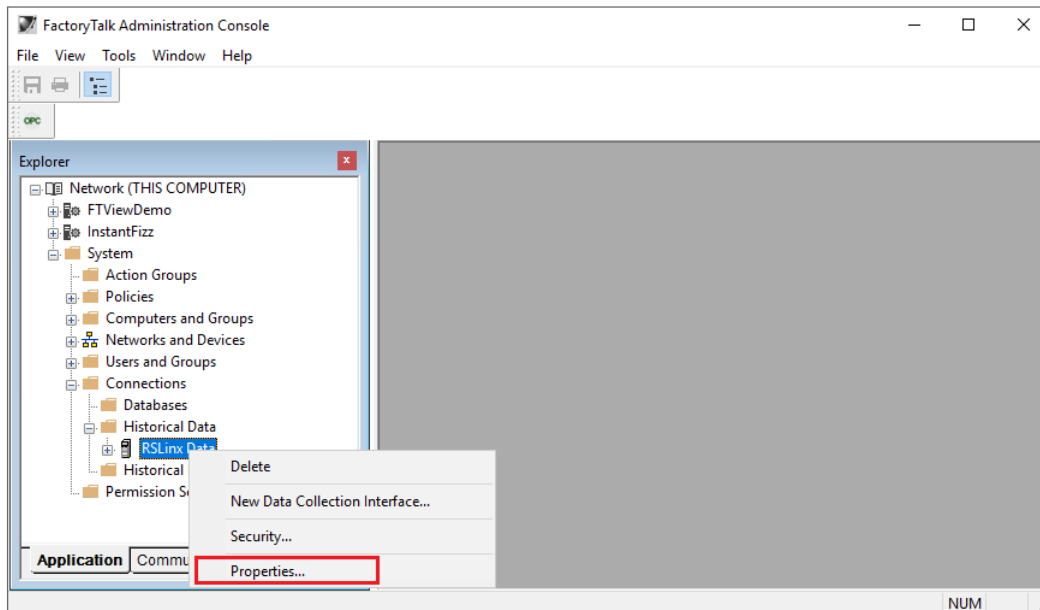 FactoryTalk Administration Console
File View Tools Window Help
OPC
Explorer
Network (THIS COMPUTER)
FTViewDemo
InstantFizz
System
Action Groups
Policies
Computers and Groups
Networks and Devices
Users and Groups
Connections
Databases
Historical Data
RSLinx Data
Historical
Permission S
Delete
New Data Collection Interface...
Security...
Properties...
Application Commu
NUM